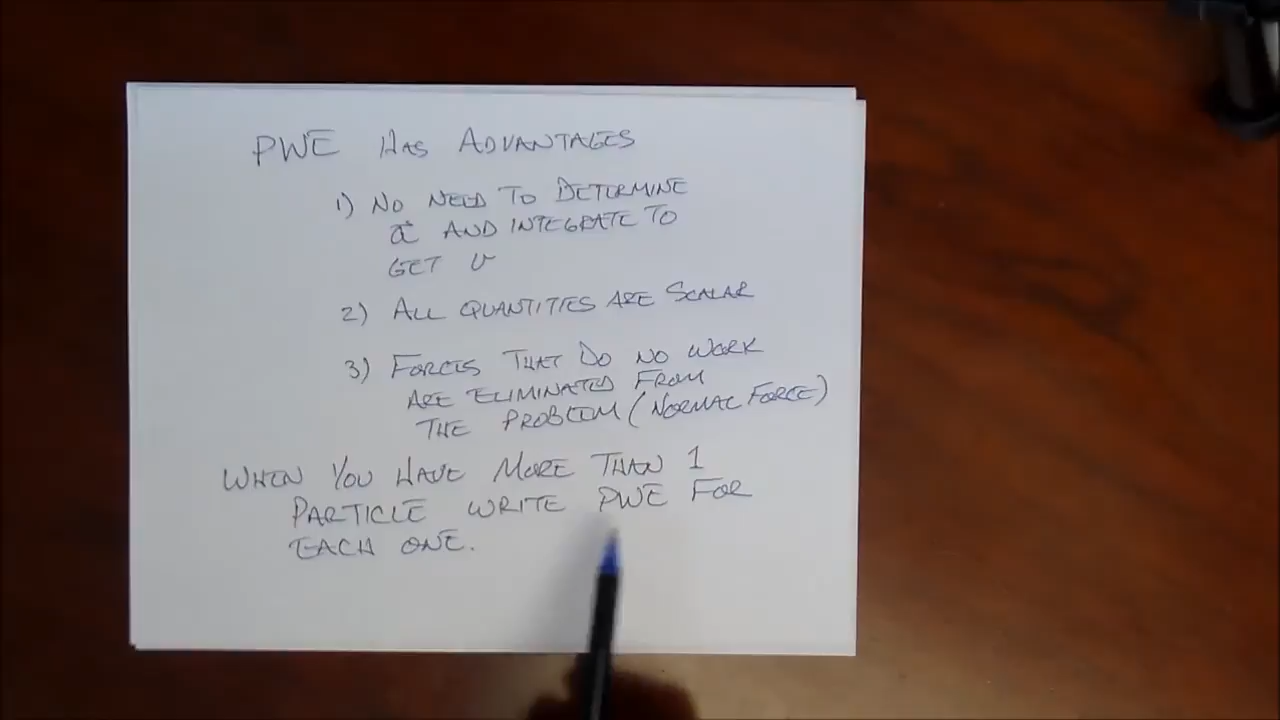 PWE HAS ADVANTAGES
1) NO NEED TO DETERMINE
a⃗ AND INTEGRATE TO
GET v
2) ALL QUANTITIES ARE SCALAR
3) FORCES THAT DO NO WORK
ARE ELIMINATED FROM
THE PROBLEM (NORMAL FORCE)
WHEN YOU HAVE MORE THAN 1
PARTICLE WRITE PWE FOR
EACH ONE.